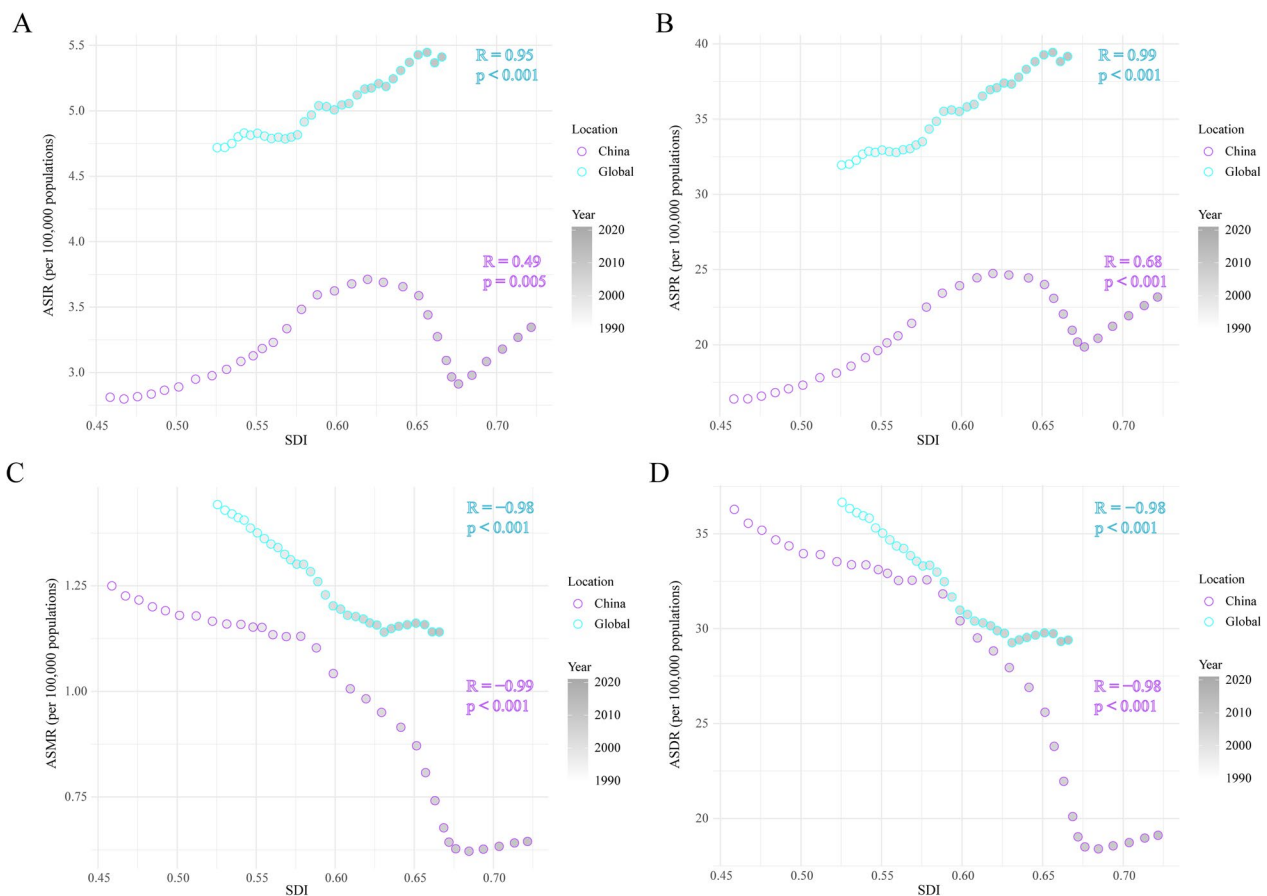 A
ASIR (per 100,000 populations)
5.5
5.0
4.5
4.0
3.5
3.0
R = 0.95
p < 0.001
R = 0.49
p = 0.005
0.45 0.50 0.55 0.60 0.65 0.70
SDI
Location
China
Global
Year
2020
2010
2000
1990
B
ASPR (per 100,000 populations)
40
35
30
25
20
R = 0.99
p < 0.001
R = 0.68
p < 0.001
0.45 0.50 0.55 0.60 0.65 0.70
SDI
Location
China
Global
Year
2020
2010
2000
1990
C
ASMR (per 100,000 populations)
1.25
1.00
0.75
R = −0.98
p < 0.001
R = −0.99
p < 0.001
0.45 0.50 0.55 0.60 0.65 0.70
SDI
Location
China
Global
Year
2020
2010
2000
1990
D
ASDR (per 100,000 populations)
35
30
25
20
R = −0.98
p < 0.001
R = −0.98
p < 0.001
0.45 0.50 0.55 0.60 0.65 0.70
SDI
Location
China
Global
Year
2020
2010
2000
1990